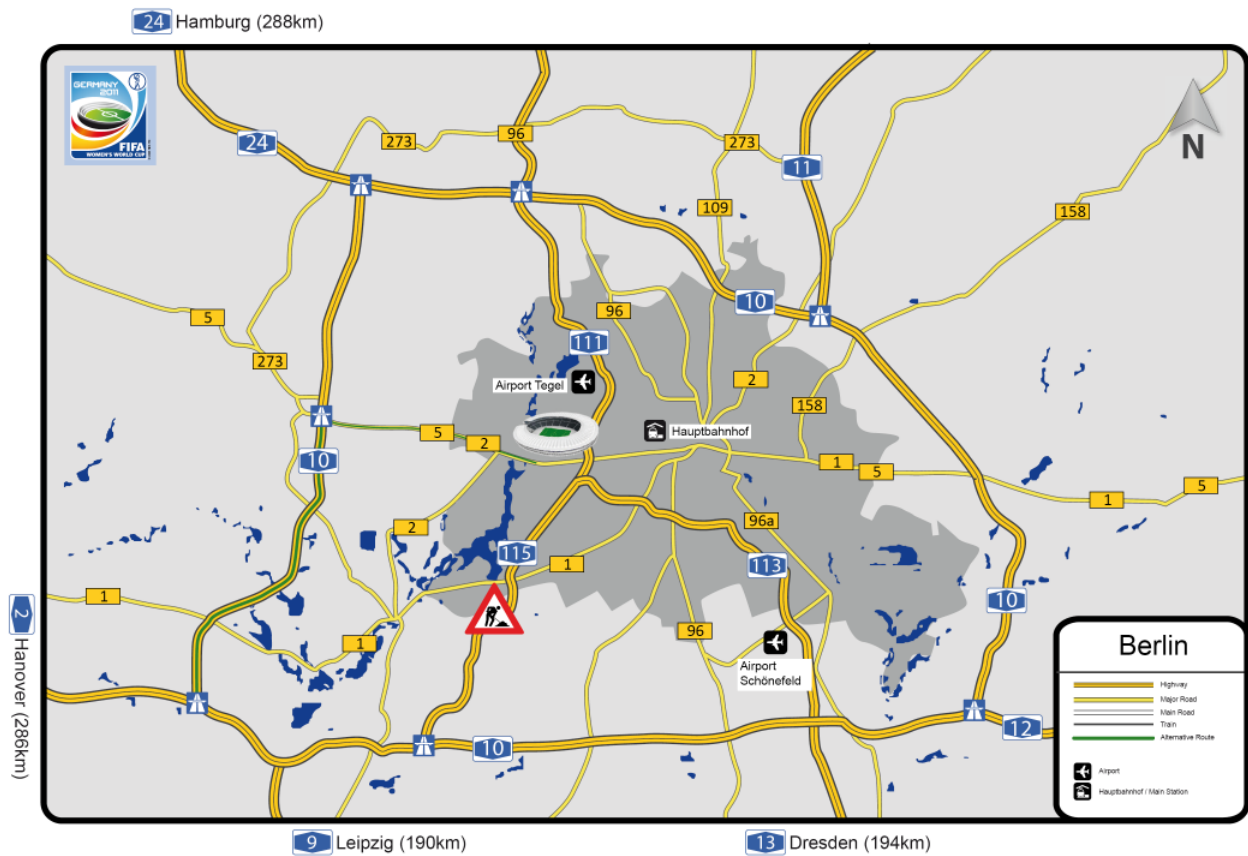 24 Hamburg (288km)
GERMANY
2011
FIFA
WOMEN'S WORLD CUP
N
24
273
96
273
11
109
158
10
5
96
111
273
Airport Tegel
2
158
Hauptbahnhof
5
2
10
1
5
5
1
2
96a
115
1
113
1
10
96
1
Airport
Schönefeld
10
12
2 Hanover (286km)
Berlin
Highway
Major Road
Main Road
Train
Alternative Route
Airport
Hauptbahnhof / Main Station
9 Leipzig (190km)
13 Dresden (194km)